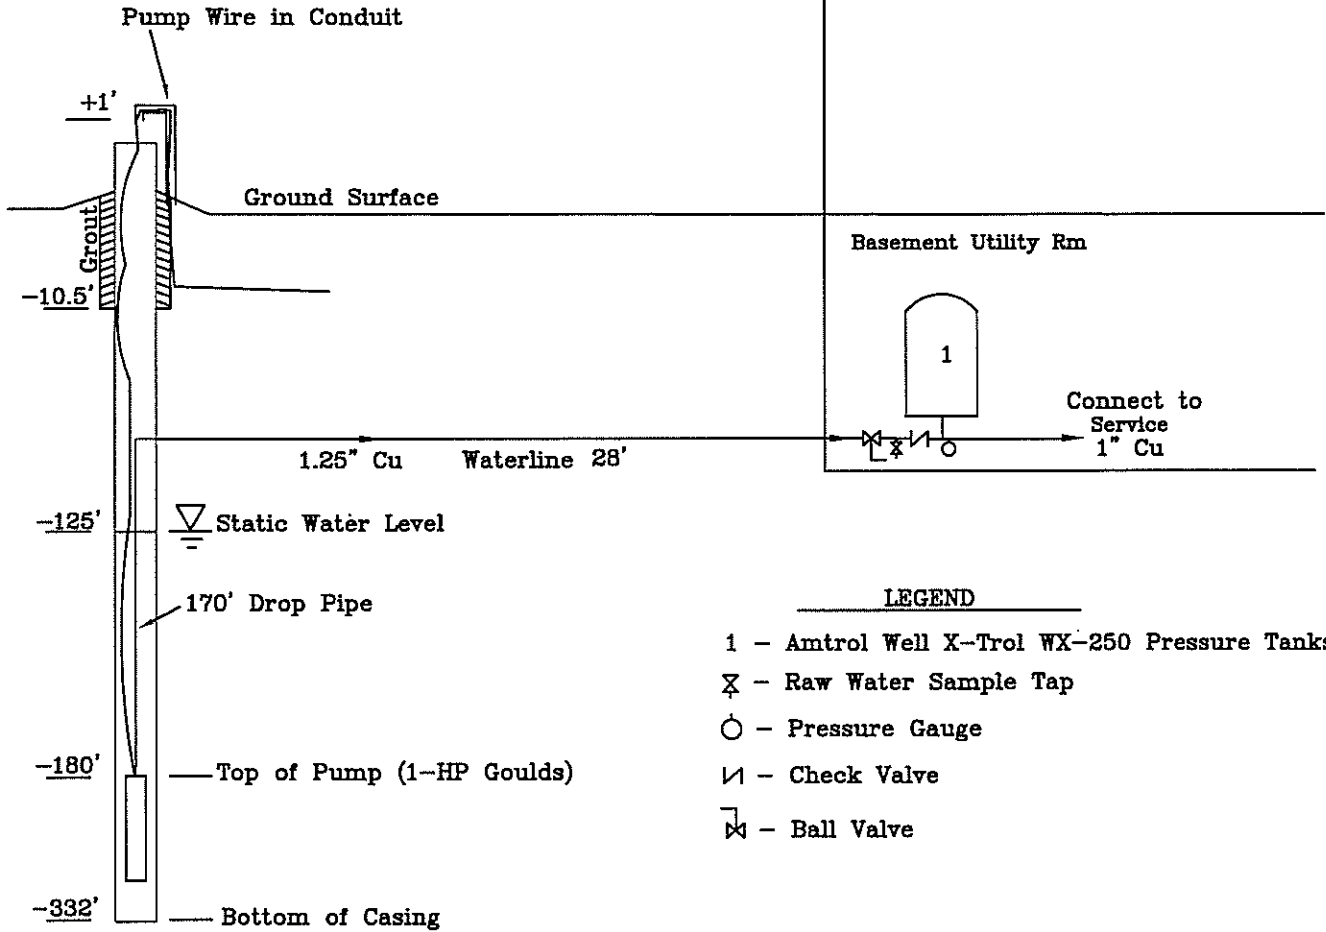 Pump Wire in Conduit
+1'
Ground Surface
Grout
Basement Utility Rm
-10.5'
1
Connect to
Service
1" Cu
1.25" Cu Waterline 28'
-125'
Static Water Level
170' Drop Pipe
LEGEND
1 - Amtrol Well X-Trol WX-250 Pressure Tanks
- Raw Water Sample Tap
- Pressure Gauge
-180'
Top of Pump (1-HP Goulds)
- Check Valve
- Ball Valve
-332'
Bottom of Casing